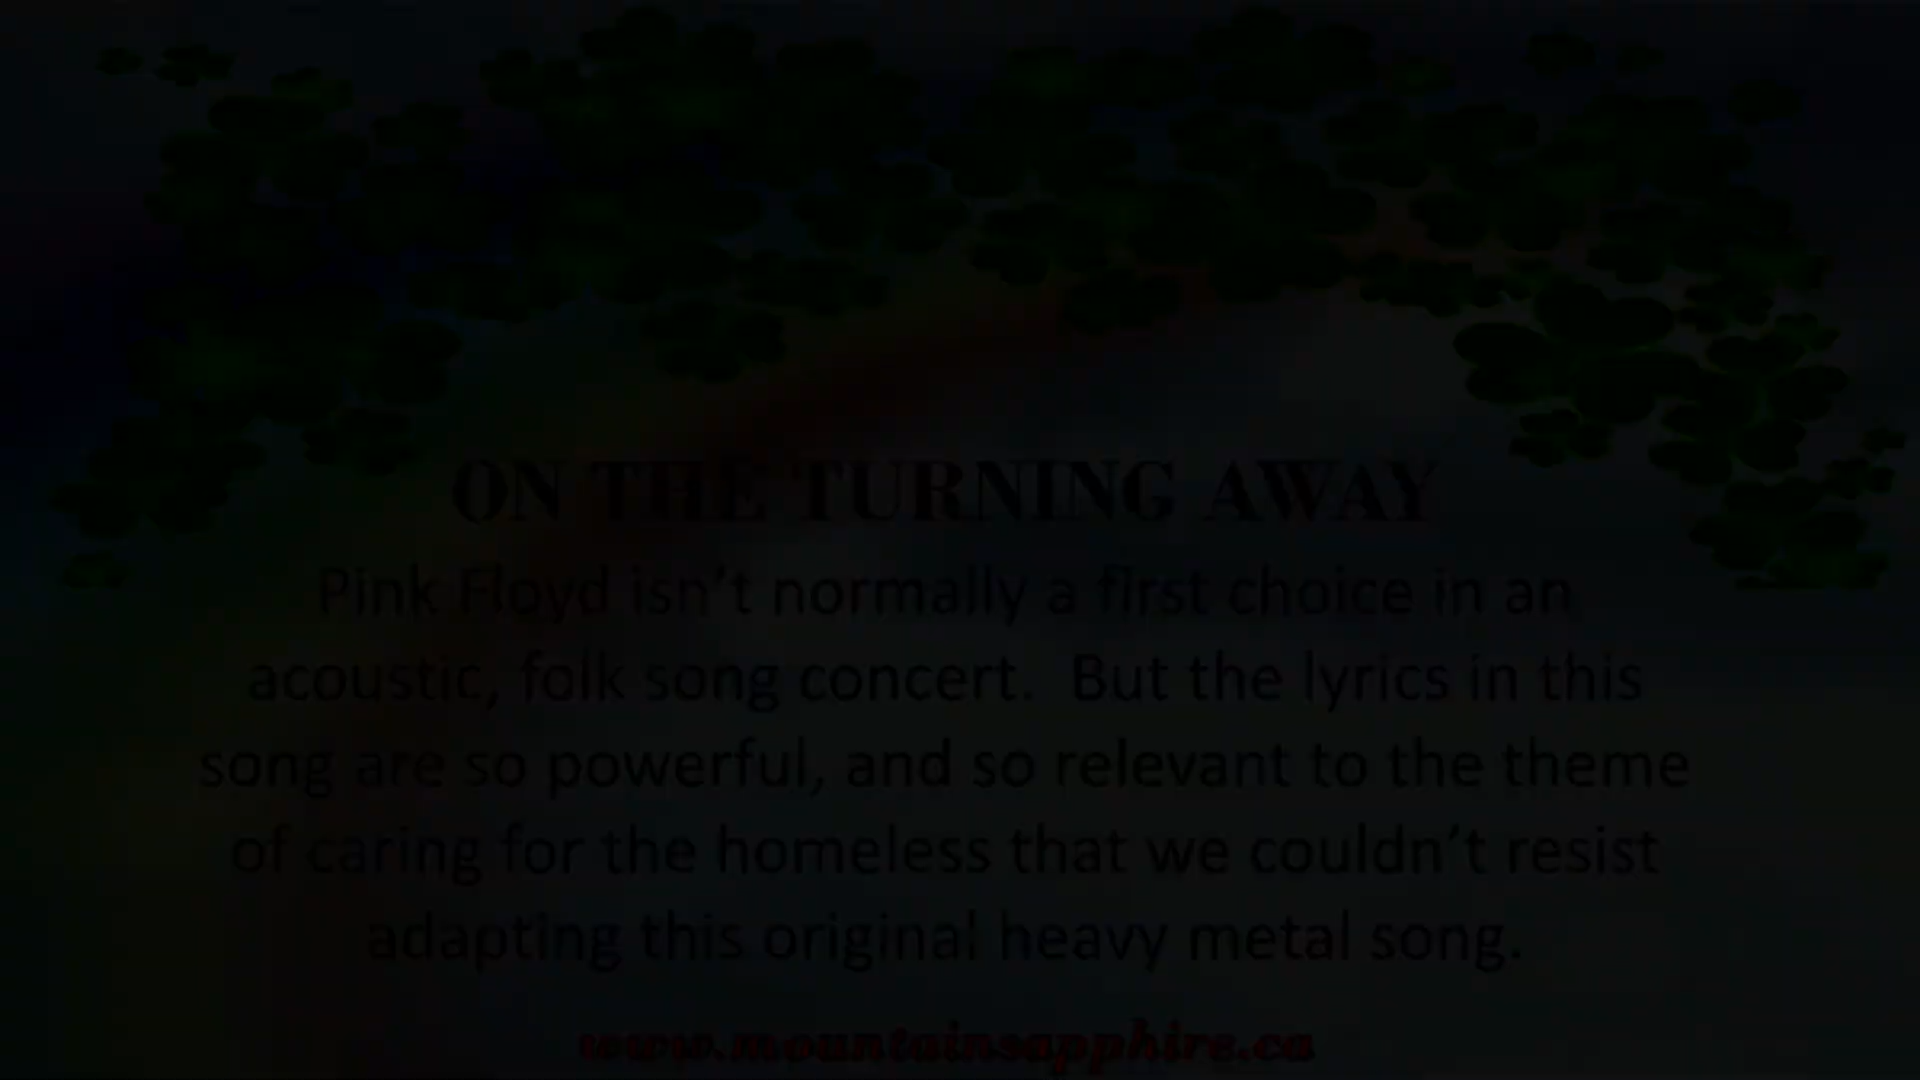 ON THE TURNING AWAY
Pink Floyd isn't normally a first choice in an
acoustic, folk song concert.  But the lyrics in this
song are so powerful, and so relevant to the theme
of caring for the homeless that we couldn't resist
adapting this original heavy metal song.
www.mountainsapphire.ca